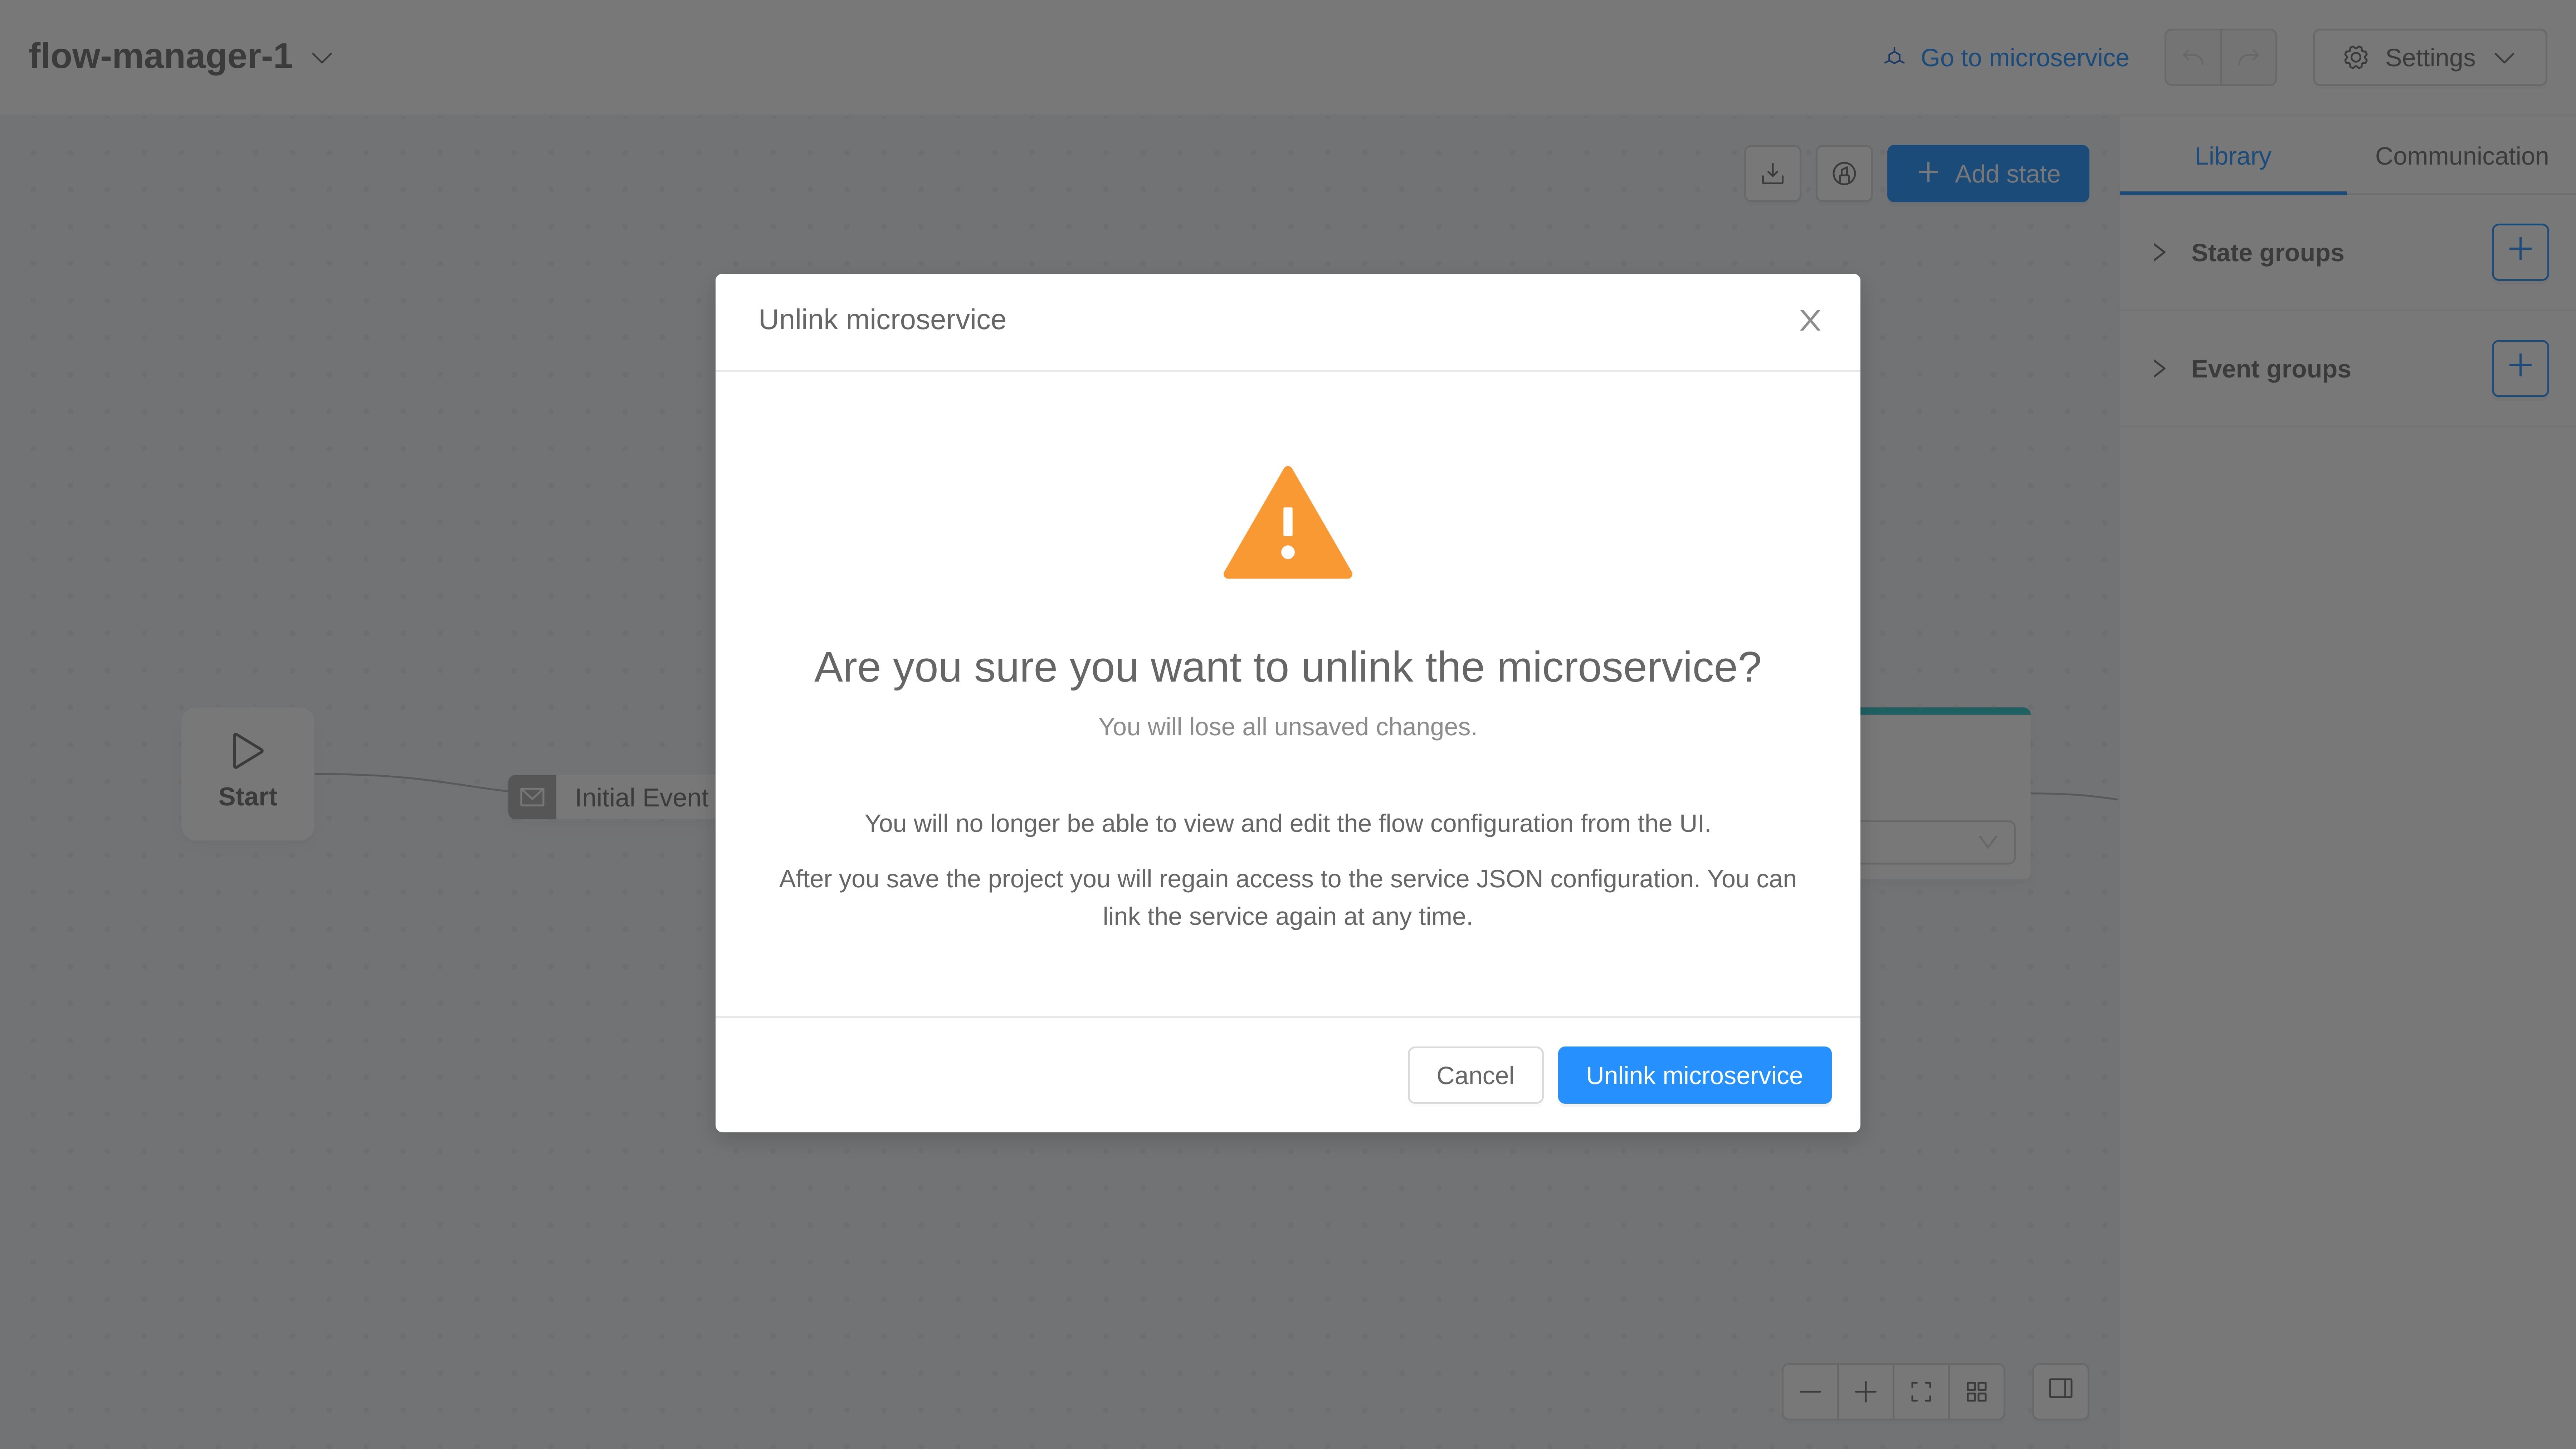 flow-manager-1
Go to microservice
Settings
Add state
Library
Communication
State groups
Event groups
Start
Initial Event
Unlink microservice
Are you sure you want to unlink the microservice?
You will lose all unsaved changes.
You will no longer be able to view and edit the flow configuration from the UI.
After you save the project you will regain access to the service JSON configuration. You can
link the service again at any time.
Cancel
Unlink microservice